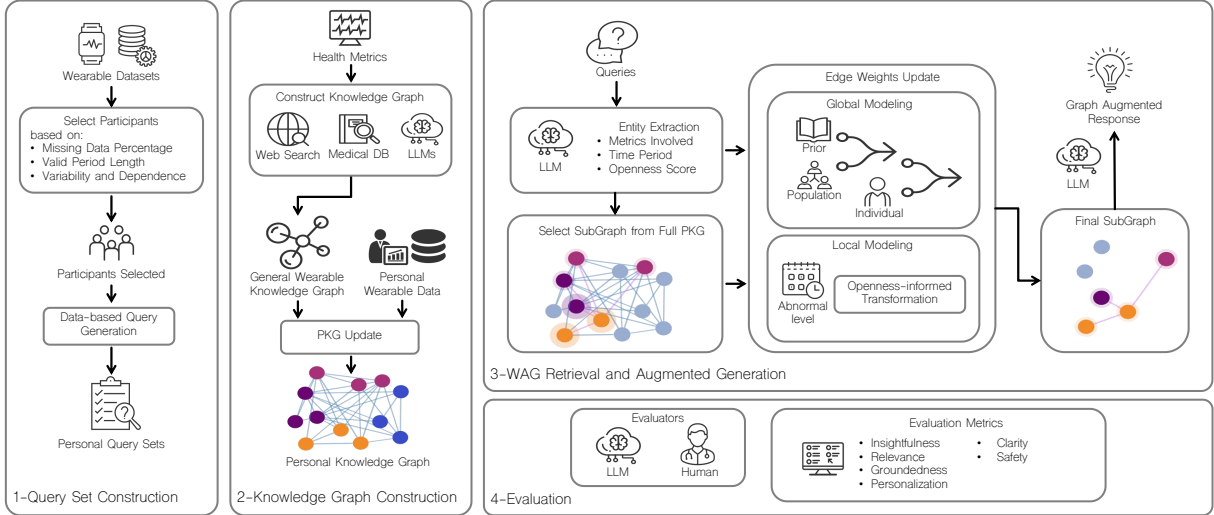 Wearable Datasets
Select Participants
based on:
• Missing Data Percentage
• Valid Period Length
• Variability and Dependence
Participants Selected
Data-based Query
Generation
Personal Query Sets
1-Query Set Construction
Health Metrics
Construct Knowledge Graph
Web Search
Medical DB
LLMs
General Wearable
Knowledge Graph
Personal
Wearable Data
PKG Update
Personal Knowledge Graph
2-Knowledge Graph Construction
Queries
LLM
Entity Extraction
• Metrics Involved
• Time Period
• Openness Score
Select SubGraph from Full PKG
Edge Weights Update
Global Modeling
Prior
Population
Individual
Local Modeling
Abnormal
level
Openness-informed
Transformation
Graph Augmented
Response
LLM
Final SubGraph
3-WAG Retrieval and Augmented Generation
Evaluators
LLM
Human
Evaluation Metrics
• Insightfulness
• Relevance
• Groundedness
• Personalization
• Clarity
• Safety
4-Evaluation